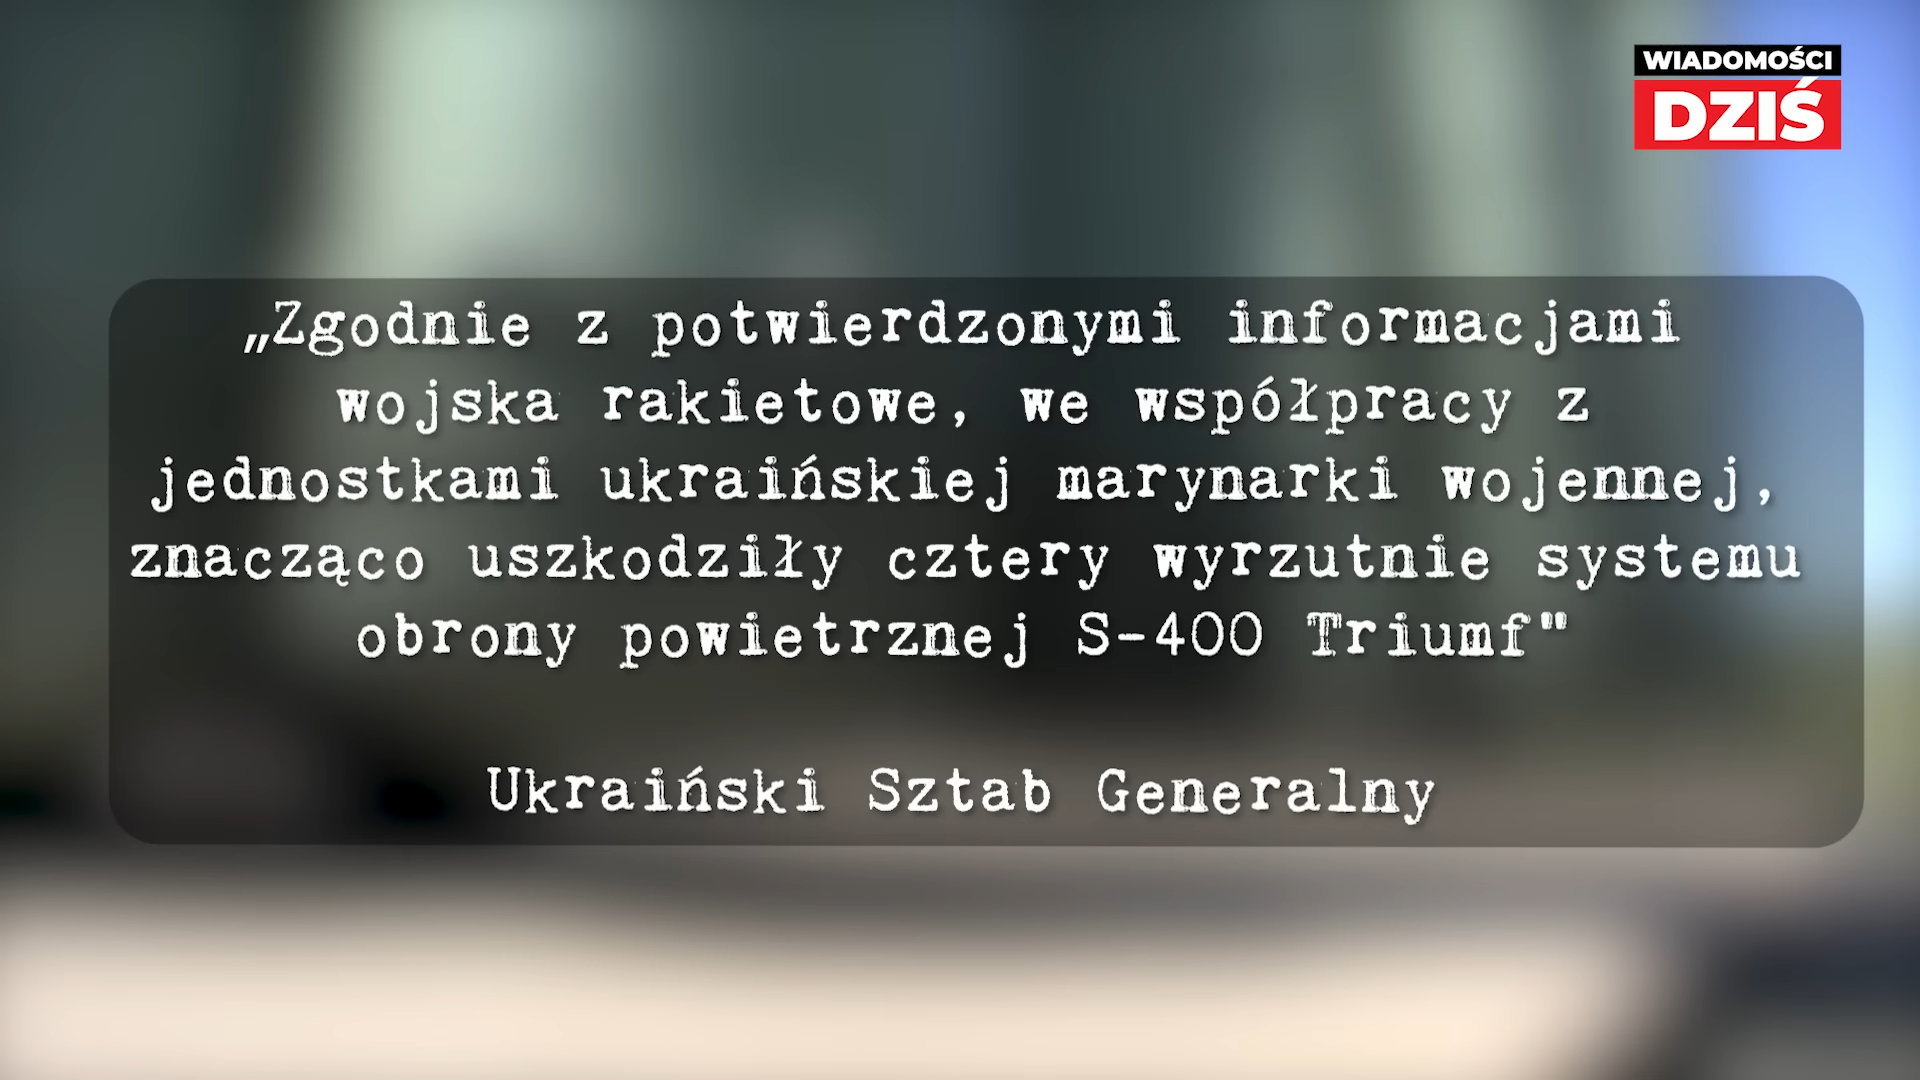 WIADOMOŚCI
DZIŚ
„Zgodnie z potwierdzonymi informacjami
wojska rakietowe, we współpracy z
jednostkami ukraińskiej marynarki wojennej,
znacząco uszkodziły cztery wyrzutnie systemu
obrony powietrznej S-400 Triumf"
Ukraiński Sztab Generalny